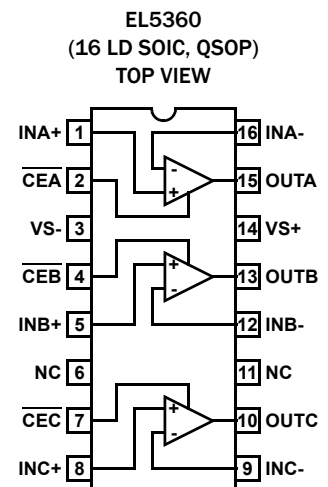 EL5360
(16 LD SOIC, QSOP)
TOP VIEW
INA+ 1 16 INA-
- 
CEA 2 + 15 OUTA
VS- 3 14 VS+
CEB 4 + 13 OUTB
-
INB+ 5 12 INB-
NC 6 11 NC
CEC 7 + 10 OUTC
-
INC+ 8 9 INC-